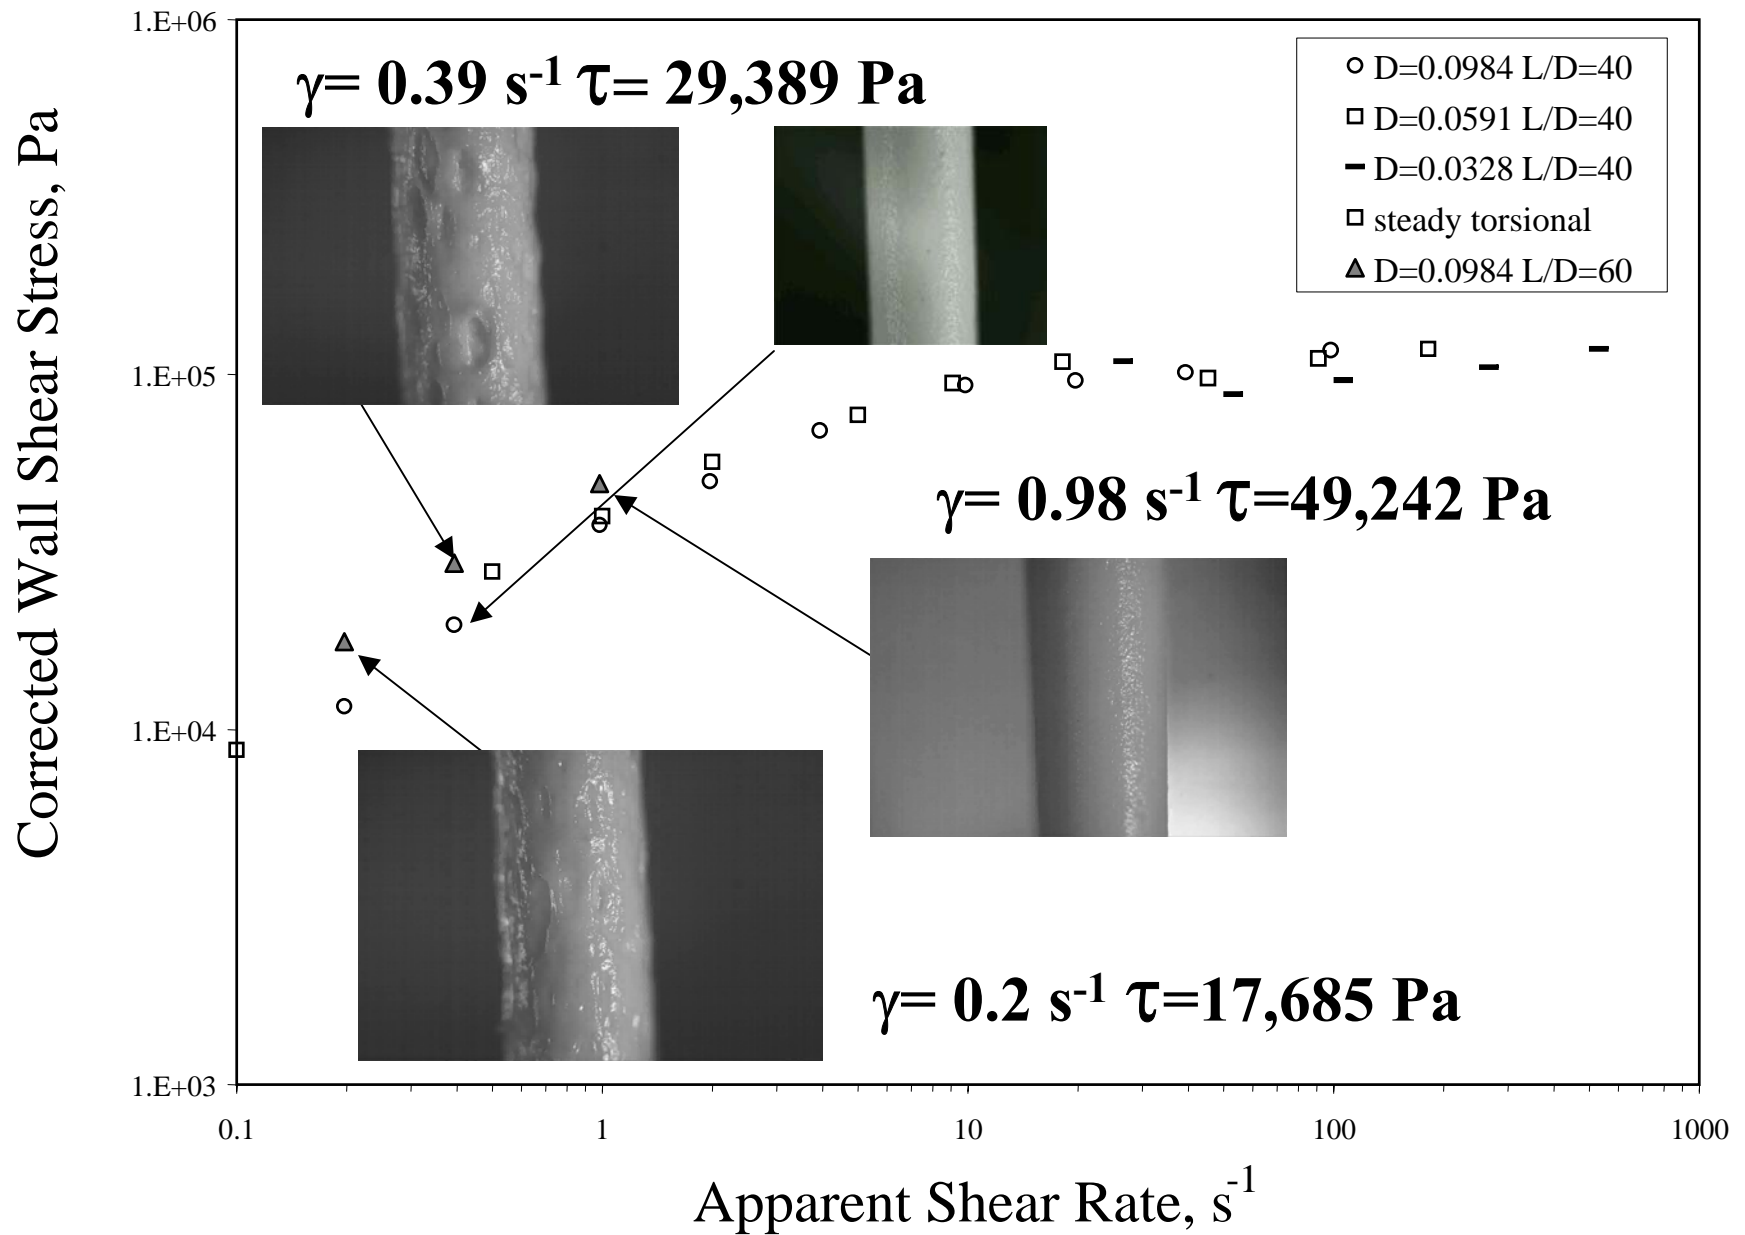 1.E+06
γ= 0.39 s-1 τ= 29,389 Pa
D=0.0984 L/D=40
D=0.0591 L/D=40
D=0.0328 L/D=40
steady torsional
D=0.0984 L/D=60
Corrected Wall Shear Stress, Pa
1.E+05
γ= 0.98 s-1 τ=49,242 Pa
1.E+04
γ= 0.2 s-1 τ=17,685 Pa
1.E+03
0.1 1 10 100 1000
Apparent Shear Rate, s-1